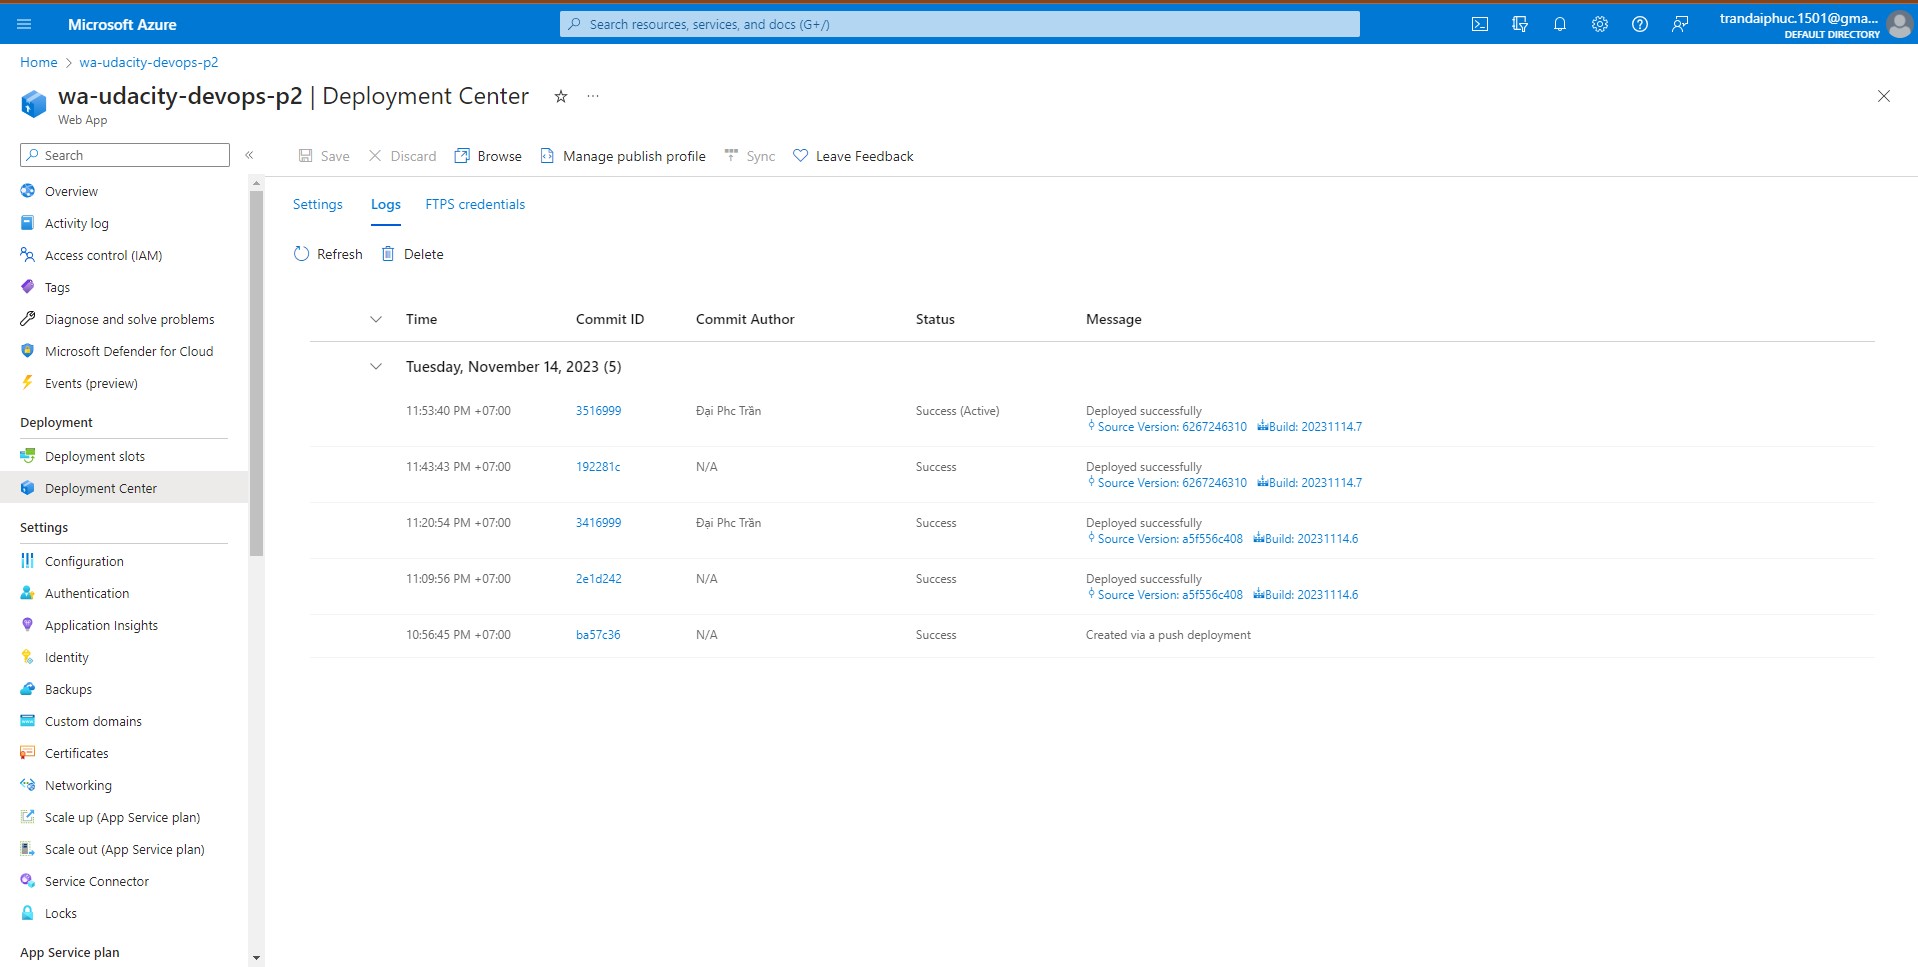 Microsoft Azure
Search resources, services, and docs (G+/)
trandaiphuc.1501@gma...
DEFAULT DIRECTORY
Home > wa-udacity-devops-p2
wa-udacity-devops-p2 | Deployment Center
Web App
Search
Save
Discard
Browse
Manage publish profile
Sync
Leave Feedback
Overview
Activity log
Access control (IAM)
Tags
Diagnose and solve problems
Microsoft Defender for Cloud
Events (preview)
Deployment
Deployment slots
Deployment Center
Settings
Configuration
Authentication
Application Insights
Identity
Backups
Custom domains
Certificates
Networking
Scale up (App Service plan)
Scale out (App Service plan)
Service Connector
Locks
App Service plan
Settings Logs FTPS credentials
Refresh Delete
Time Commit ID Commit Author Status Message
Tuesday, November 14, 2023 (5)
11:53:40 PM +07:00 3516999 Đại Phc Trần Success (Active) Deployed successfully
Source Version: 6267246310 Build: 20231114.7
11:43:43 PM +07:00 192281c N/A Success Deployed successfully
Source Version: 6267246310 Build: 20231114.7
11:20:54 PM +07:00 3416999 Đại Phc Trần Success Deployed successfully
Source Version: a5f556c408 Build: 20231114.6
11:09:56 PM +07:00 2e1d242 N/A Success Deployed successfully
Source Version: a5f556c408 Build: 20231114.6
10:56:45 PM +07:00 ba57c36 N/A Success Created via a push deployment